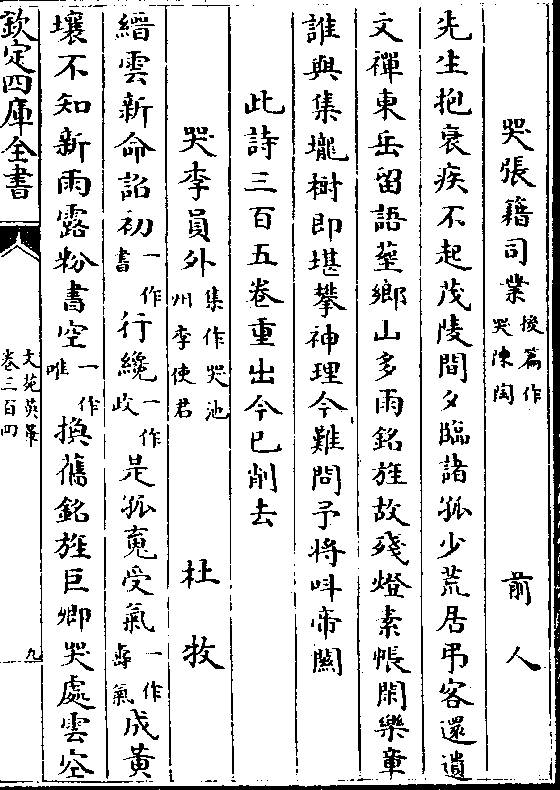 哭張籍司業後篇作哭陳陶 前人
先生抱衰疾不起茂陵間夕臨諸孤少荒居弔客還遺
文禪東岳留語塟鄉山多雨銘旌故殘燈素帳閑樂章
誰與集壠樹即堪攀神理今難問予將呌帝闗
此詩三百五卷重出今已削去
哭李員外集作哭池州李使君 杜牧
縉雲新命詔初一作書行纔一作政是孤䰟受氣一作夀氣成黃
壤不知新雨露粉書空一作唯換舊銘旌巨卿哭處雲空
欽定四庫全書
文苑英華
卷三百四
九